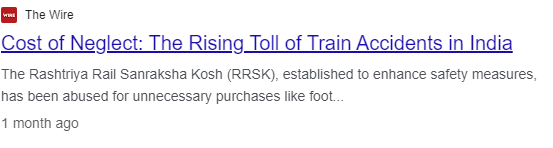 WIRE
The Wire
Cost of Neglect: The Rising Toll of Train Accidents in India
The Rashtriya Rail Sanraksha Kosh (RRSK), established to enhance safety measures,
has been abused for unnecessary purchases like foot...
1 month ago